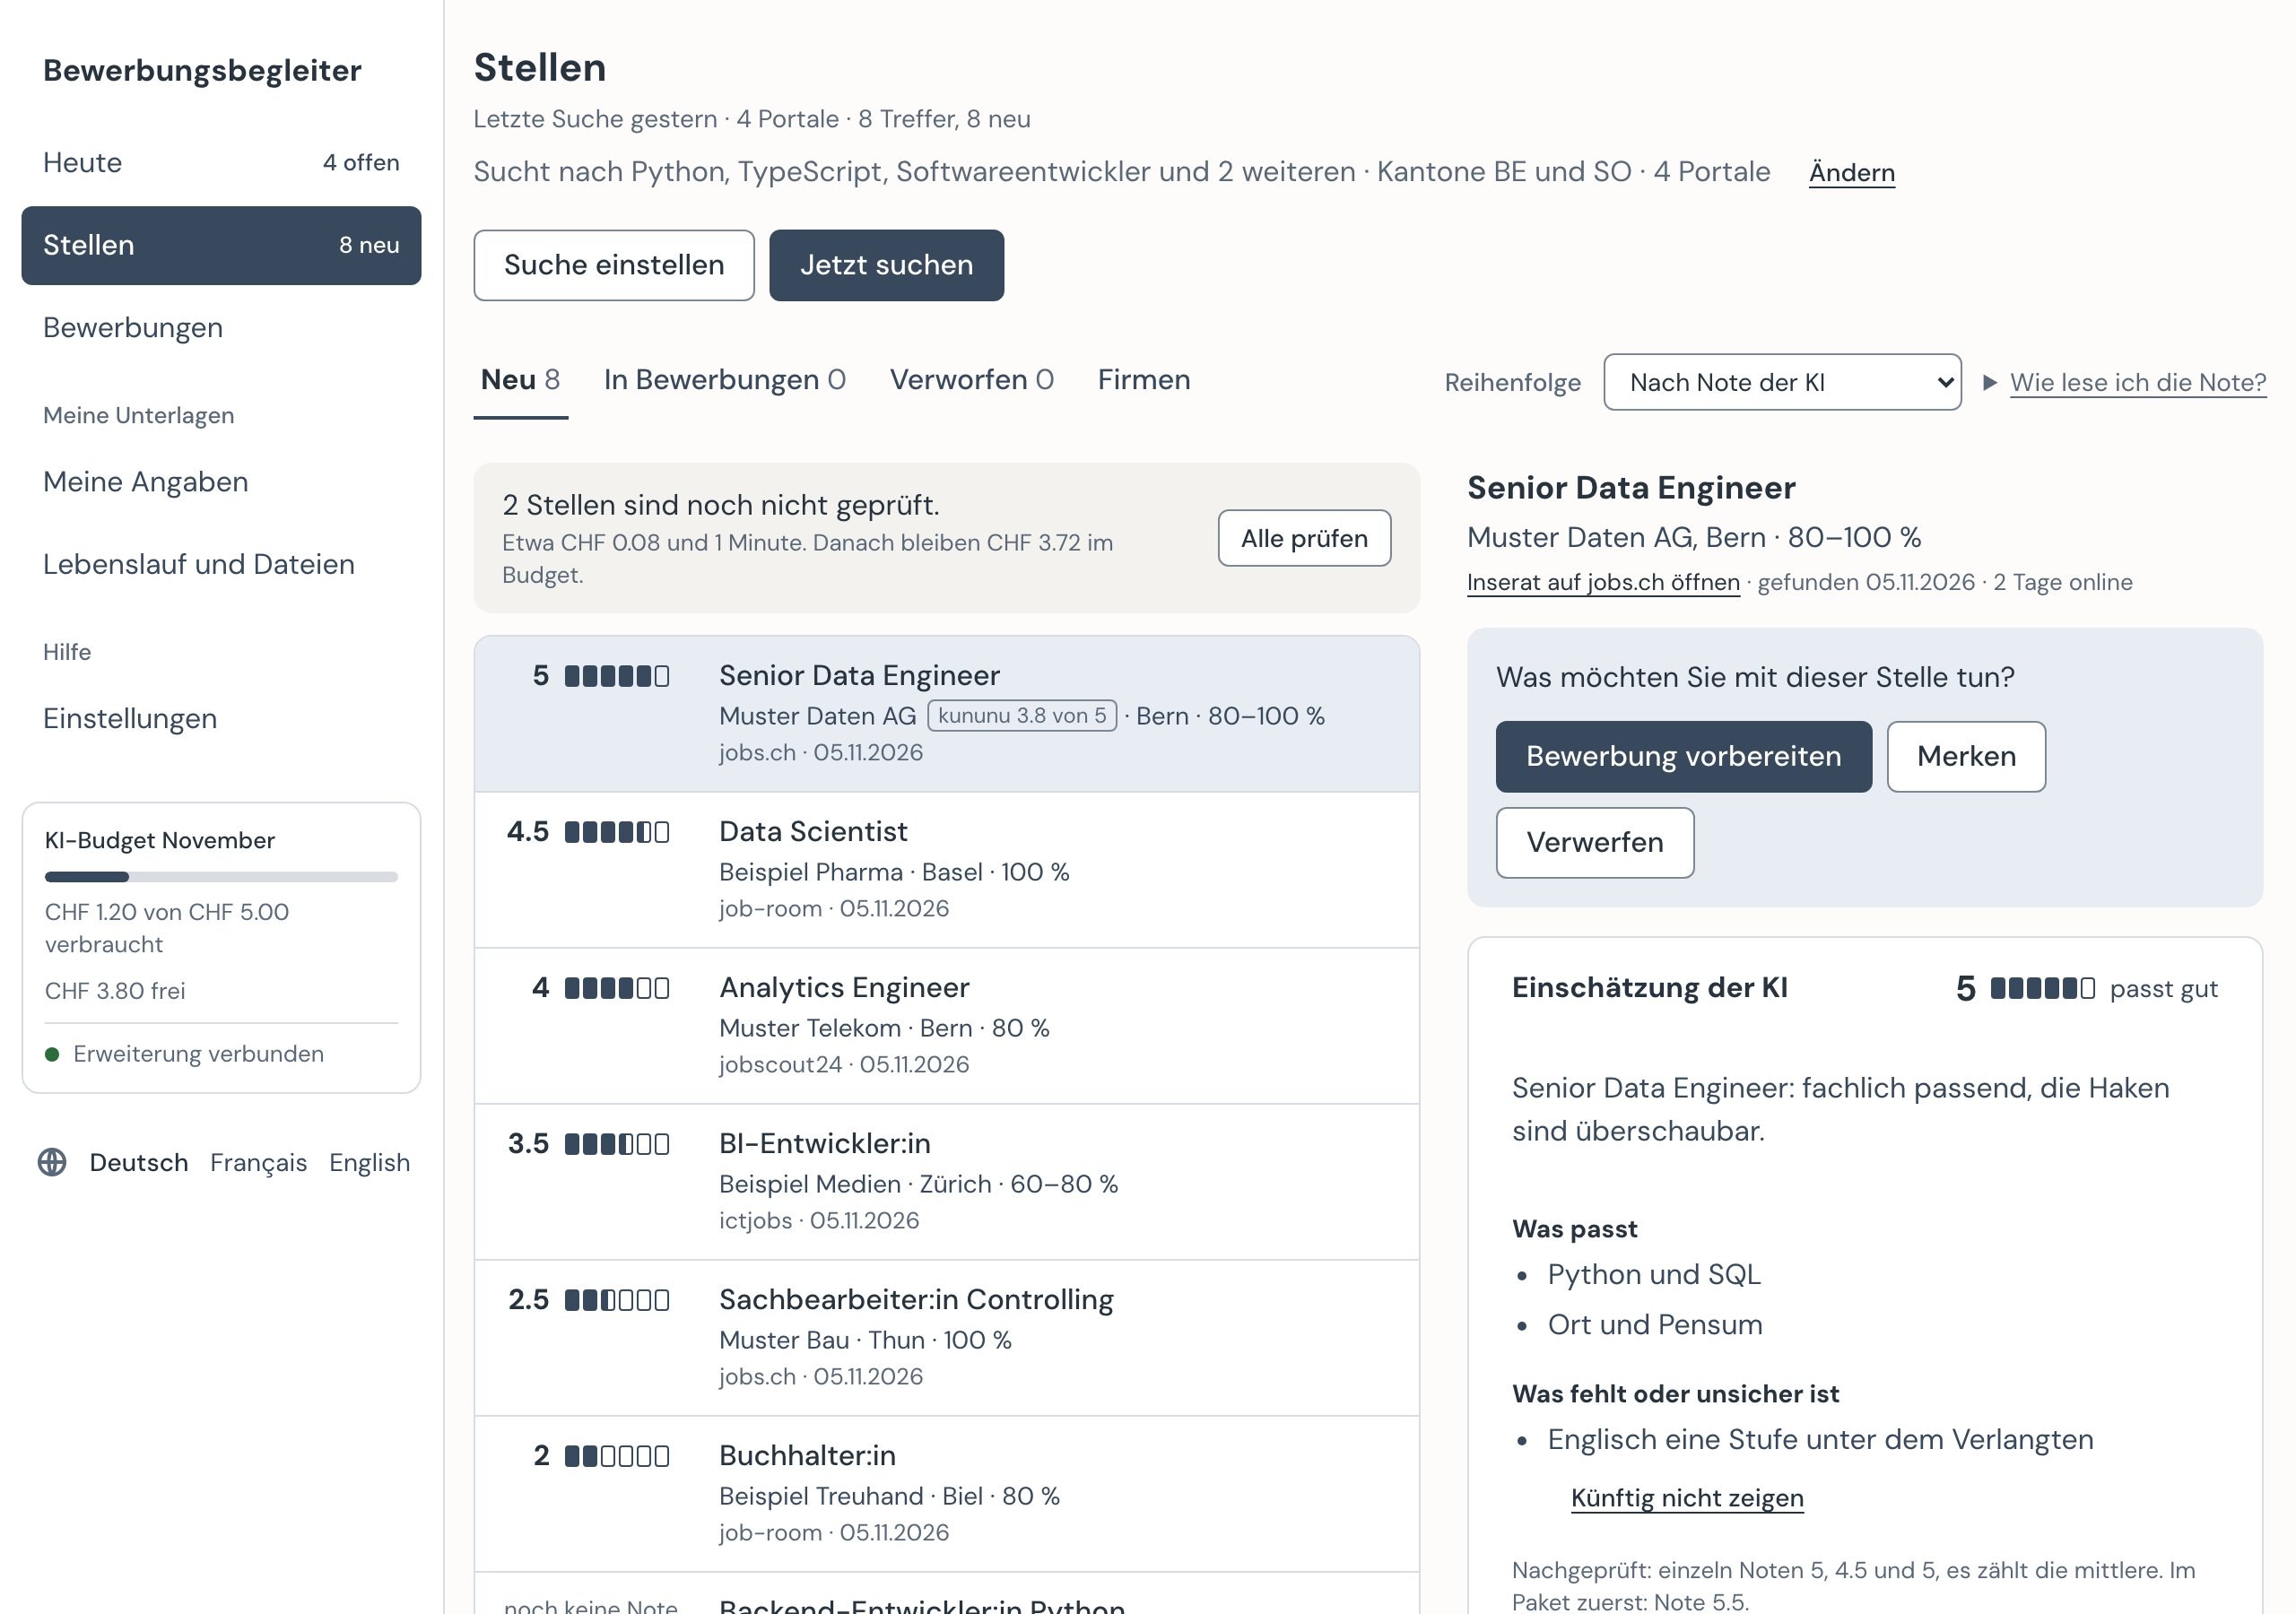 Bewerbungsbegleiter
Heute 4 offen
Stellen 8 neu
Bewerbungen
Meine Unterlagen
Meine Angaben
Lebenslauf und Dateien
Hilfe
Einstellungen
KI-Budget November
CHF 1.20 von CHF 5.00
verbraucht
CHF 3.80 frei
Erweiterung verbunden
Deutsch Français English
Stellen
Letzte Suche gestern · 4 Portale · 8 Treffer, 8 neu
Sucht nach Python, TypeScript, Softwareentwickler und 2 weiteren · Kantone BE und SO · 4 Portale Ändern
Suche einstellen Jetzt suchen
Neu 8 In Bewerbungen 0 Verworfen 0 Firmen
Reihenfolge Nach Note der KI Wie lese ich die Note?
2 Stellen sind noch nicht geprüft.
Etwa CHF 0.08 und 1 Minute. Danach bleiben CHF 3.72 im
Budget.
Alle prüfen
5 Senior Data Engineer
Muster Daten AG kununu 3.8 von 5 · Bern · 80–100 %
jobs.ch · 05.11.2026
4.5 Data Scientist
Beispiel Pharma · Basel · 100 %
job-room · 05.11.2026
4 Analytics Engineer
Muster Telekom · Bern · 80 %
jobscout24 · 05.11.2026
3.5 BI-Entwickler:in
Beispiel Medien · Zürich · 60–80 %
ictjobs · 05.11.2026
2.5 Sachbearbeiter:in Controlling
Muster Bau · Thun · 100 %
jobs.ch · 05.11.2026
2 Buchhalter:in
Beispiel Treuhand · Biel · 80 %
job-room · 05.11.2026
noch keine Note Backend-Entwickler:in Python
Senior Data Engineer
Muster Daten AG, Bern · 80–100 %
Inserat auf jobs.ch öffnen · gefunden 05.11.2026 · 2 Tage online
Was möchten Sie mit dieser Stelle tun?
Bewerbung vorbereiten Merken
Verwerfen
Einschätzung der KI 5 passt gut
Senior Data Engineer: fachlich passend, die Haken
sind überschaubar.
Was passt
• Python und SQL
• Ort und Pensum
Was fehlt oder unsicher ist
• Englisch eine Stufe unter dem Verlangten
Künftig nicht zeigen
Nachgeprüft: einzeln Noten 5, 4.5 und 5, es zählt die mittlere. Im
Paket zuerst: Note 5.5.